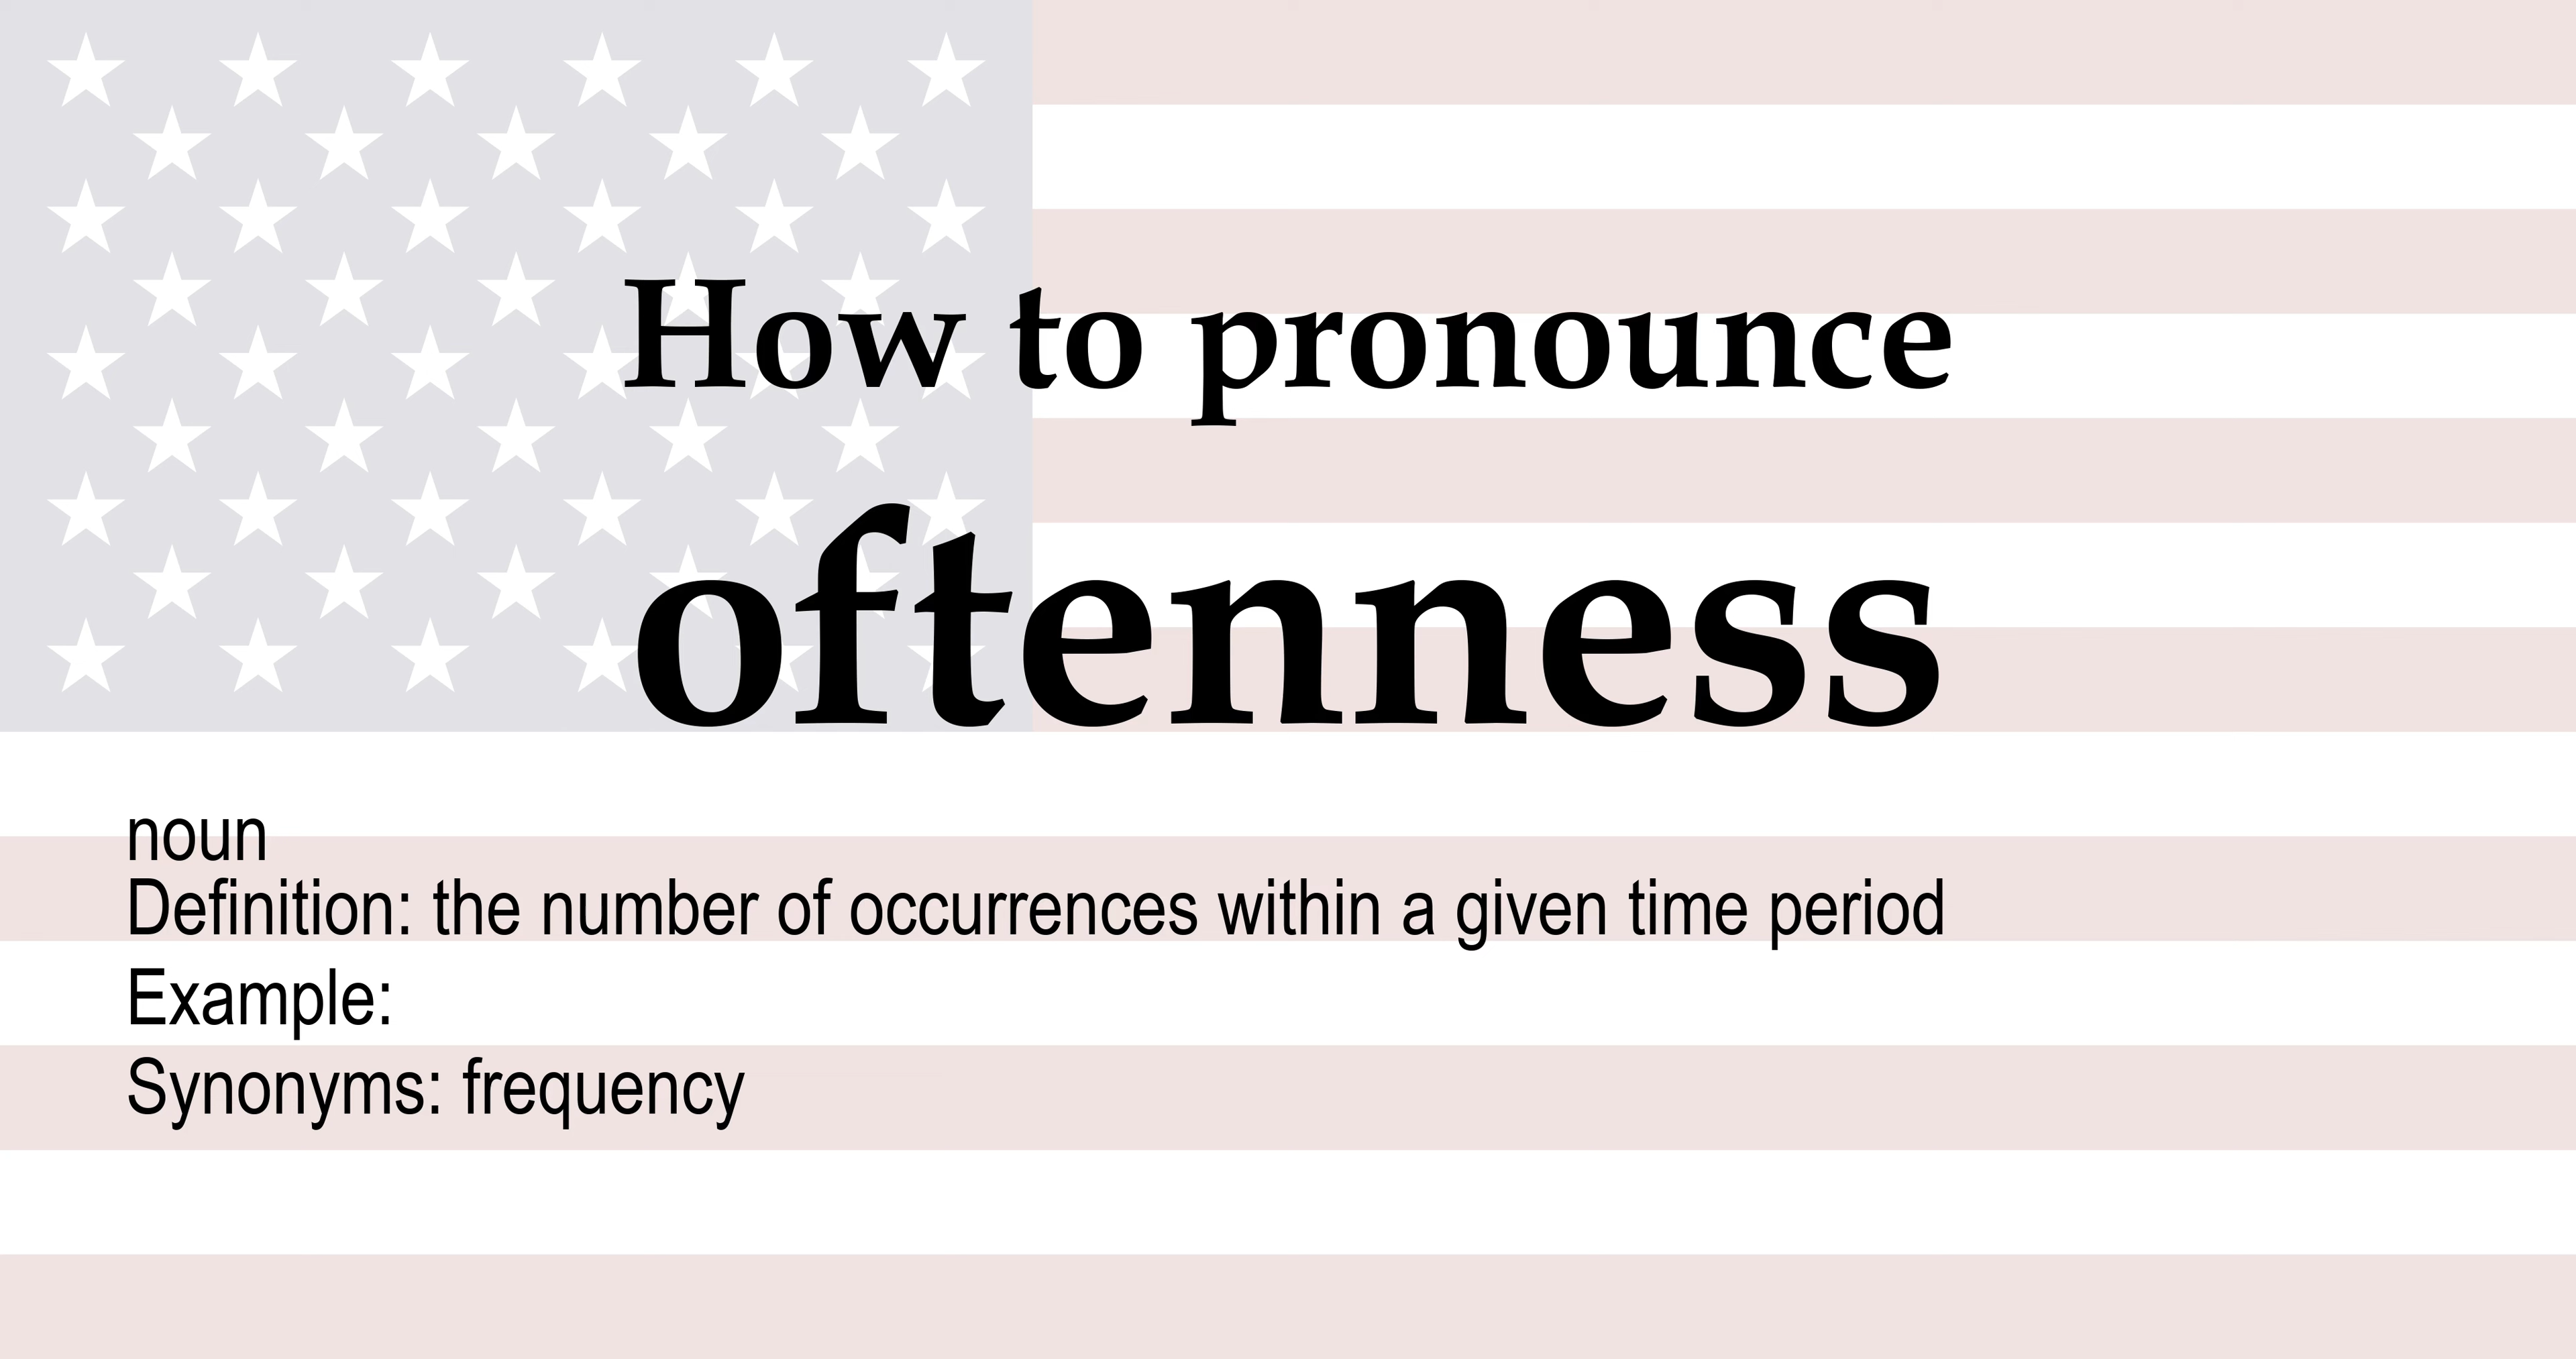 How to pronounce
oftenness
noun
Definition: the number of occurrences within a given time period
Example:
Synonyms: frequency